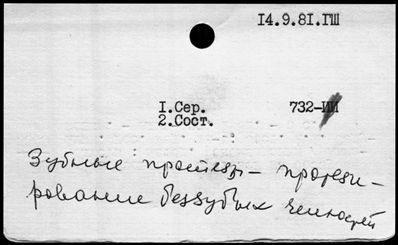 14.9.81.ГШ
1.Сер. 732-ИИ
2.Сост.
Зубные протезы - протези-
рование беззубых челюстей